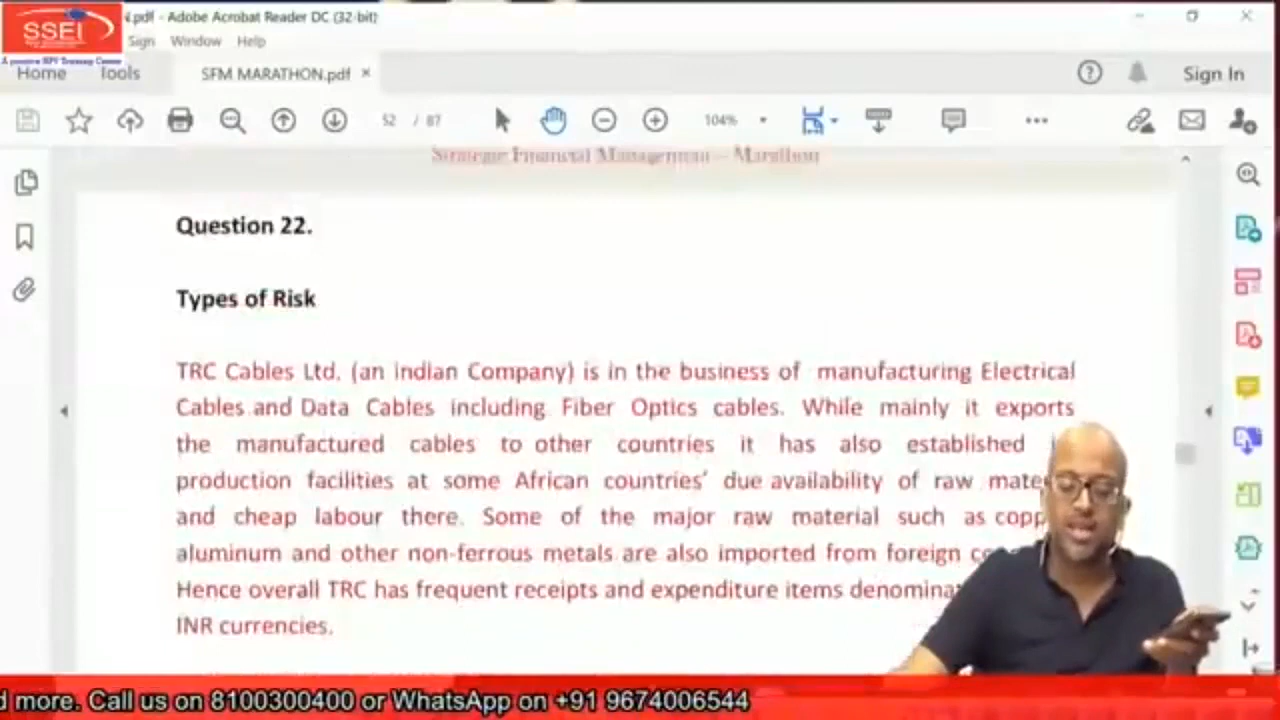 SSEI
.pdf - Adobe Acrobat Reader DC (32-bit)
Sign Window Help
Home Tools SFM MARATHON.pdf × Sign In
52 / 87 104%
Strategic Financial Management – Marathon
Question 22.
Types of Risk
TRC Cables Ltd. (an Indian Company) is in the business of manufacturing Electrical
Cables and Data Cables including Fiber Optics cables. While mainly it exports
the manufactured cables to other countries it has also established
production facilities at some African countries' due availability of raw
and cheap labour there. Some of the major raw material such as
aluminum and other non-ferrous metals are also imported from foreign
Hence overall TRC has frequent receipts and expenditure items
INR currencies.
d more. Call us on 8100300400 or WhatsApp on +91 9674006544